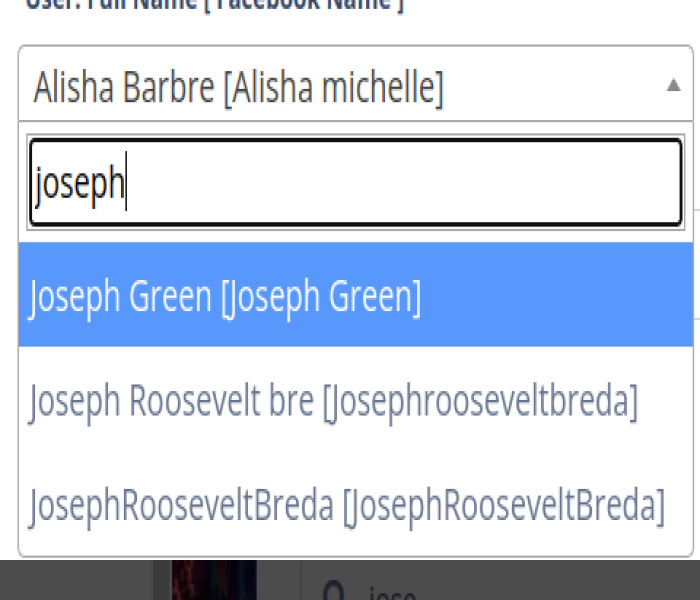 User: Full Name [ Facebook Name ]
Alisha Barbre [Alisha michelle]
joseph
Joseph Green [Joseph Green]
Joseph Roosevelt bre [Josephrooseveltbreda]
JosephRooseveltBreda [JosephRooseveltBreda]
jose